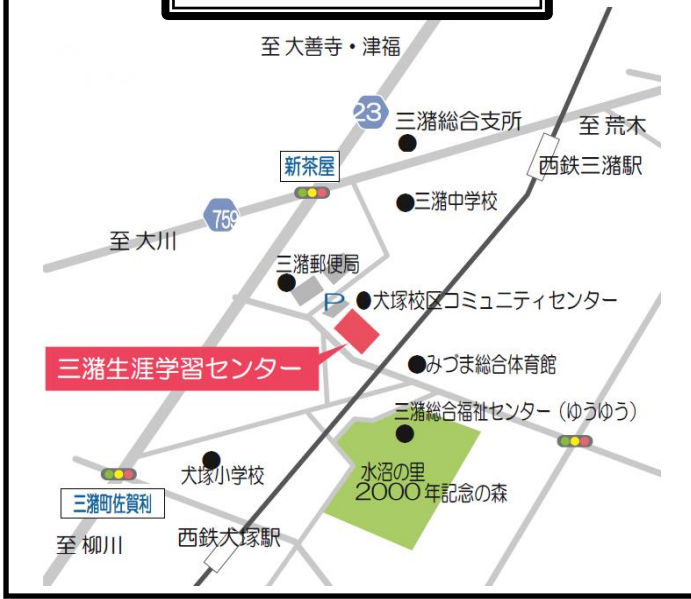 至 大善寺・津福
23
三潴総合支所
至 荒木
新茶屋
西鉄三潴駅
三潴中学校
759
至 大川
三潴郵便局
P
犬塚校区コミュニティセンター
三潴生涯学習センター
みづま総合体育館
三潴総合福祉センター（ゆうゆう）
犬塚小学校
水沼の里
2000年記念の森
三潴町佐賀利
至 柳川
西鉄犬塚駅